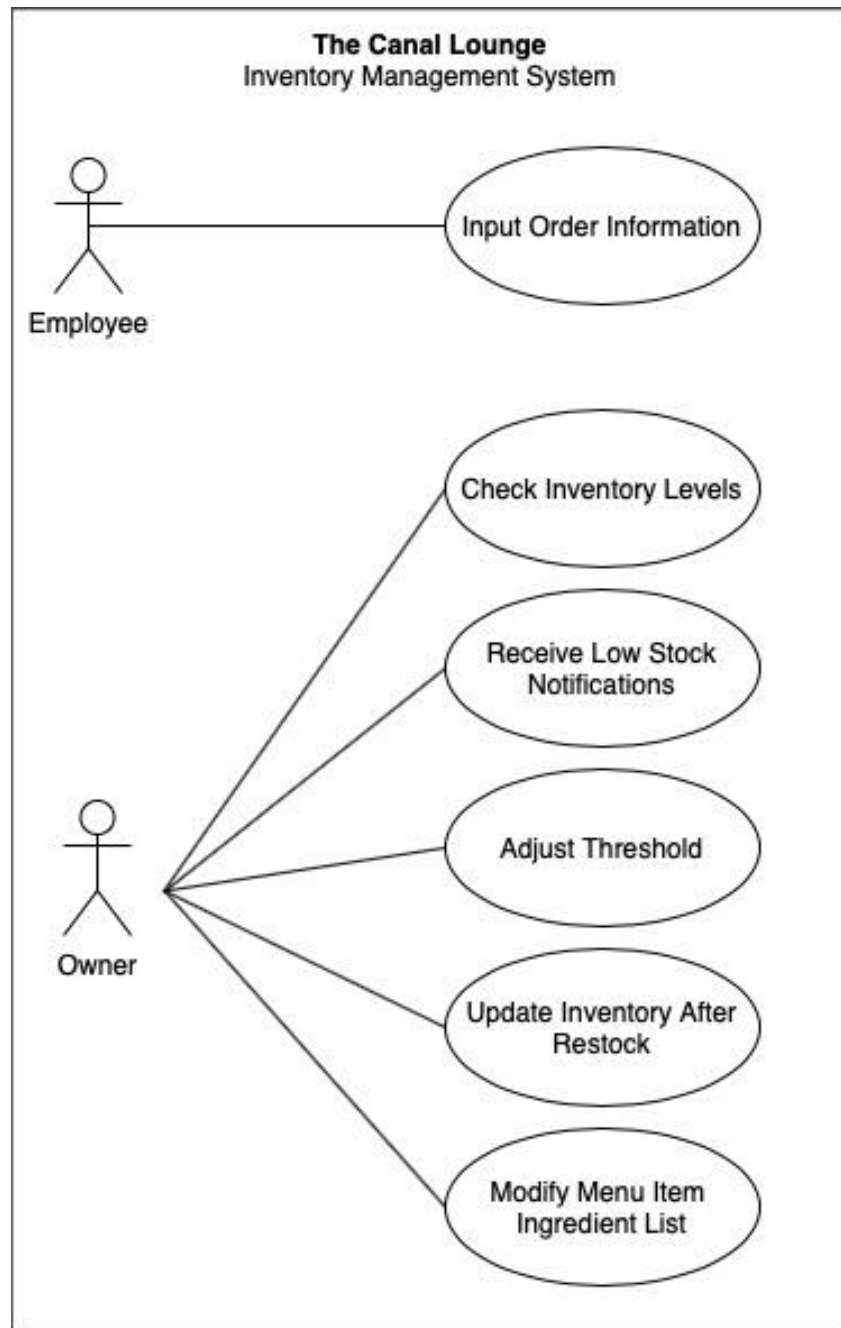 The Canal Lounge
Inventory Management System
Input Order Information
Employee
Check Inventory Levels
Receive Low Stock
Notifications
Adjust Threshold
Owner
Update Inventory After
Restock
Modify Menu Item
Ingredient List